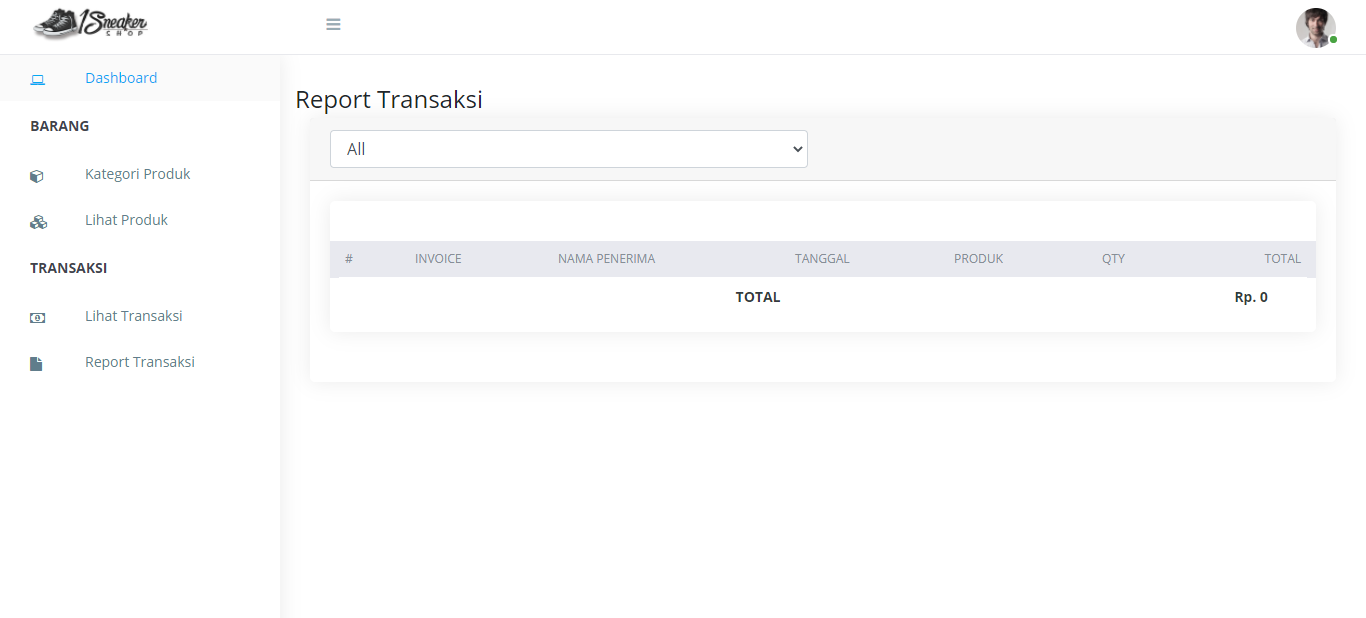 1Sneaker
SHOP
Dashboard
BARANG
Kategori Produk
Lihat Produk
TRANSAKSI
Lihat Transaksi
Report Transaksi
Report Transaksi
All
# INVOICE NAMA PENERIMA TANGGAL PRODUK QTY TOTAL
TOTAL Rp. 0